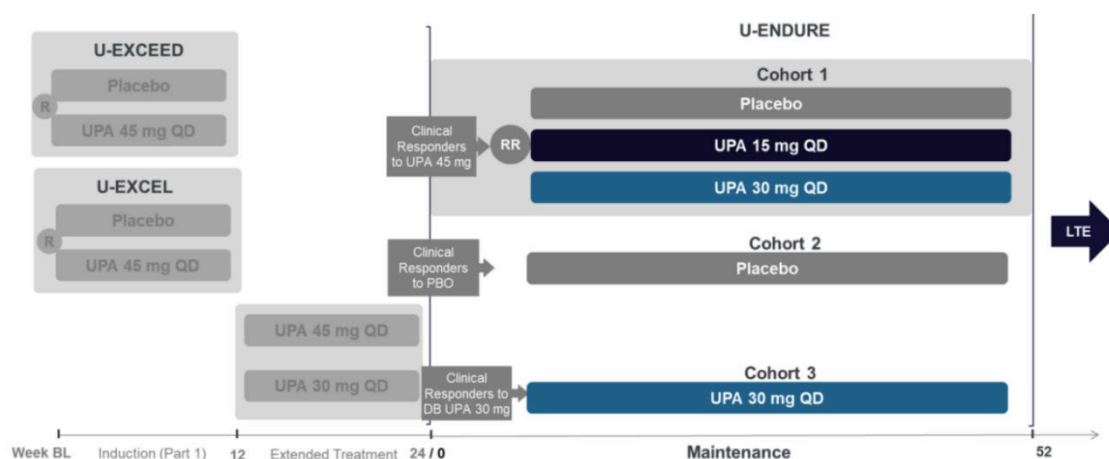 U-EXCEED
Placebo
R
UPA 45 mg QD
U-EXCEL
Placebo
R
UPA 45 mg QD
UPA 45 mg QD
UPA 30 mg QD
U-ENDURE
Cohort 1
Placebo
Clinical
Responders
to UPA 45 mg
RR
UPA 15 mg QD
UPA 30 mg QD
Cohort 2
Clinical
Responders
to PBO
Placebo
Cohort 3
Clinical
Responders to
DB UPA 30 mg
UPA 30 mg QD
LTE
Week BL
Induction (Part 1)
12
Extended Treatment
24 / 0
Maintenance
52